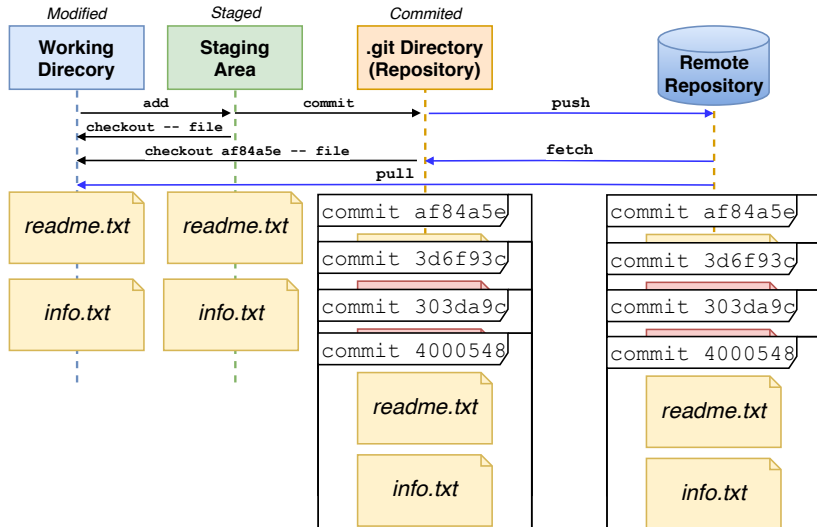 Modified
Staged
Commited
Working
Direcory
Staging
Area
.git Directory
(Repository)
Remote
Repository
add
commit
push
checkout -- file
checkout af84a5e -- file
fetch
pull
readme.txt
readme.txt
commit af84a5e
commit af84a5e
commit 3d6f93c
commit 3d6f93c
info.txt
info.txt
commit 303da9c
commit 303da9c
commit 4000548
commit 4000548
readme.txt
readme.txt
info.txt
info.txt